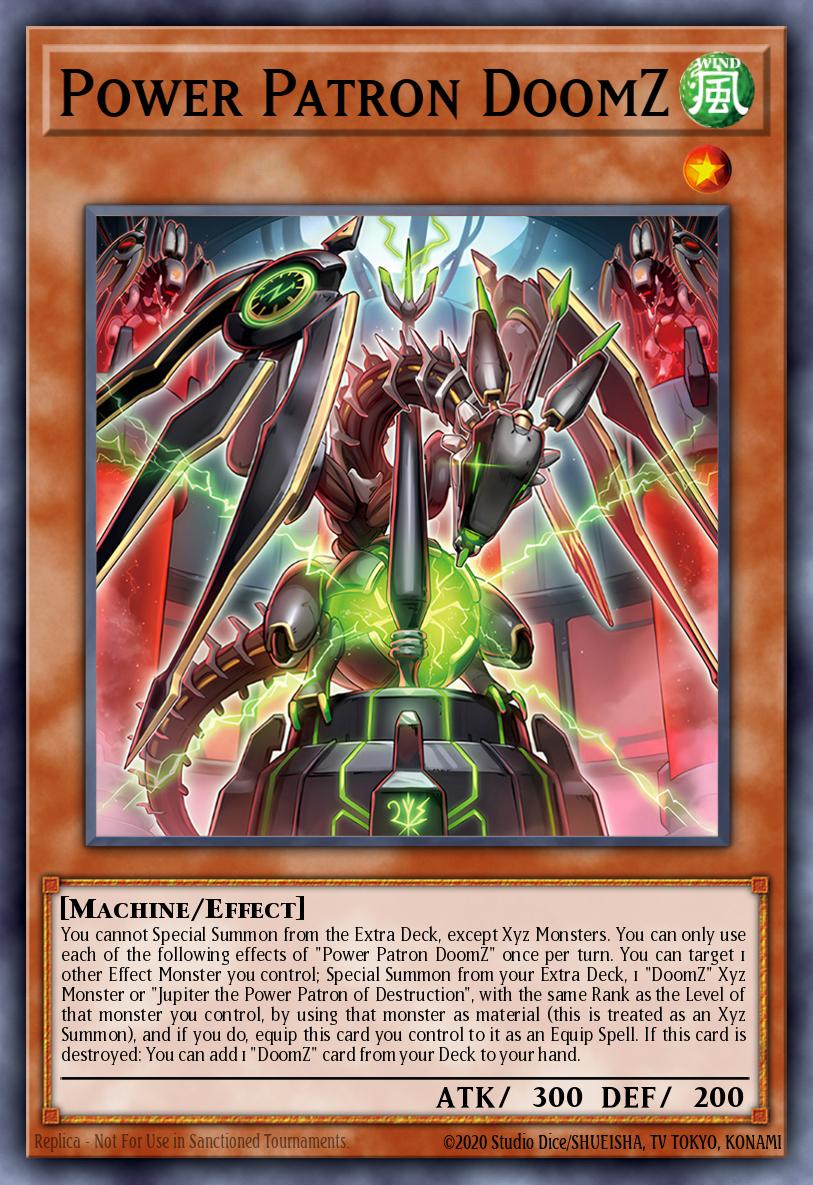 Power Patron DoomZ
WIND
風
[Machine/Effect]
You cannot Special Summon from the Extra Deck, except Xyz Monsters. You can only use
each of the following effects of "Power Patron DoomZ" once per turn. You can target 1
other Effect Monster you control; Special Summon from your Extra Deck, 1 "DoomZ" Xyz
Monster or "Jupiter the Power Patron of Destruction", with the same Rank as the Level of
that monster you control, by using that monster as material (this is treated as an Xyz
Summon), and if you do, equip this card you control to it as an Equip Spell. If this card is
destroyed: You can add 1 "DoomZ" card from your Deck to your hand.
ATK/ 300 DEF/ 200
Replica - Not For Use in Sanctioned Tournaments.
©2020 Studio Dice/SHUEISHA, TV TOKYO, KONAMI